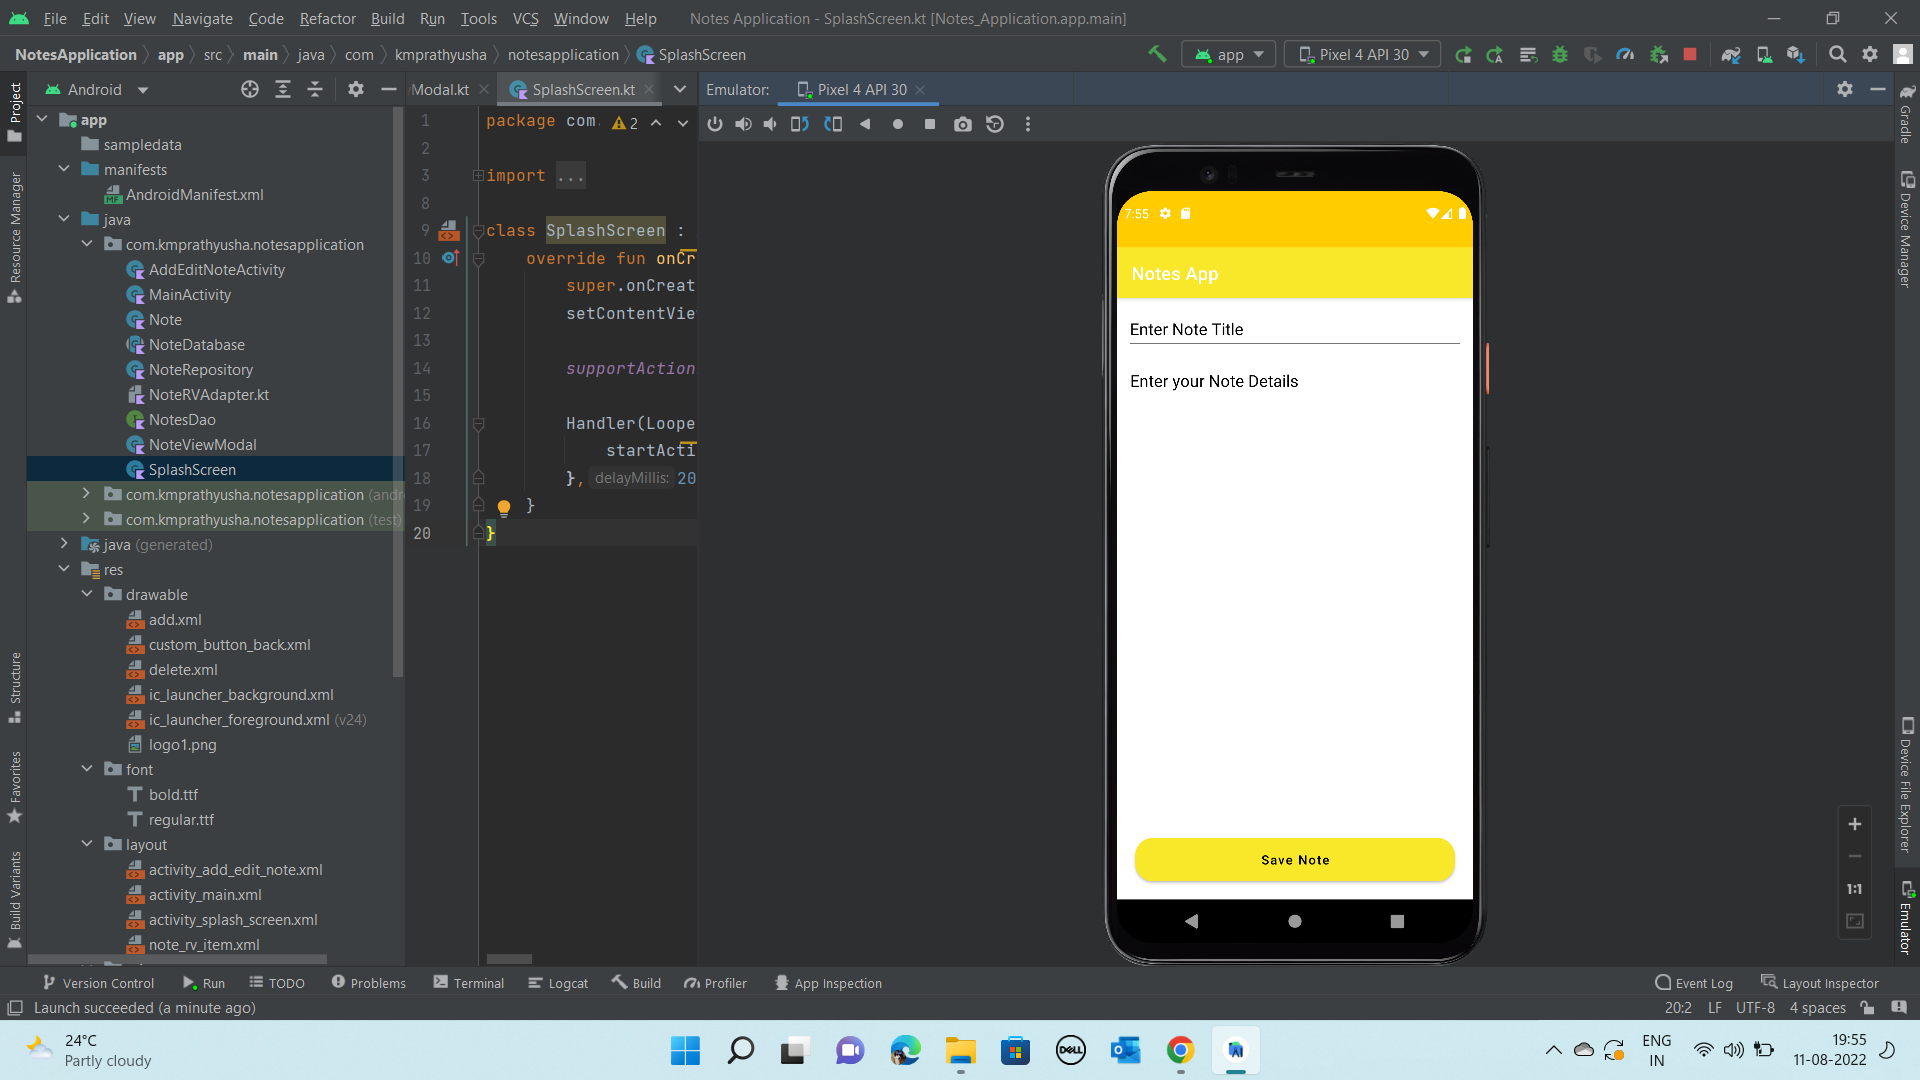 File Edit View Navigate Code Refactor Build Run Tools VCS Window Help Notes Application - SplashScreen.kt [Notes_Application.app.main]
NotesApplication app src main java com kmprathyusha notesapplication SplashScreen app Pixel 4 API 30
Android Modal.kt SplashScreen.kt Emulator: Pixel 4 API 30
Project
Resource Manager
Structure
Favorites
Build Variants
app
sampledata
manifests
AndroidManifest.xml
java
com.kmprathyusha.notesapplication
AddEditNoteActivity
MainActivity
Note
NoteDatabase
NoteRepository
NoteRVAdapter.kt
NotesDao
NoteViewModal
SplashScreen
com.kmprathyusha.notesapplication (andr
com.kmprathyusha.notesapplication (test)
java (generated)
res
drawable
add.xml
custom_button_back.xml
delete.xml
ic_launcher_background.xml
ic_launcher_foreground.xml (v24)
logo1.png
font
bold.ttf
regular.ttf
layout
activity_add_edit_note.xml
activity_main.xml
activity_splash_screen.xml
note_rv_item.xml
1 package com. 2
2
3 import ...
8
9 class SplashScreen :
10 override fun onCr
11 super.onCreat
12 setContentVie
13
14 supportAction
15
16 Handler(Loope
17 startActi
18 }, delayMillis: 20
19 }
20 }
7:55
Notes App
Enter Note Title
Enter your Note Details
Save Note
1:1
Gradle
Device Manager
Device File Explorer
Emulator
Version Control Run TODO Problems Terminal Logcat Build Profiler App Inspection Event Log Layout Inspector
Launch succeeded (a minute ago) 20:2 LF UTF-8 4 spaces
24°C
Partly cloudy
DELL
ENG
IN
19:55
11-08-2022